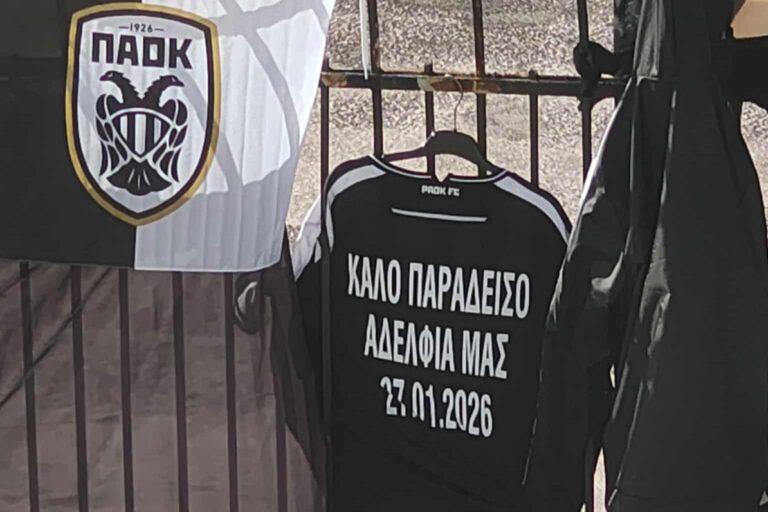 1926
ΠΑΟΚ
PAOK FC
ΚΑΛΟ ΠΑΡΑΔΕΙΣΟ
ΑΔΕΛΦΙΑ ΜΑΣ
27.01.2026